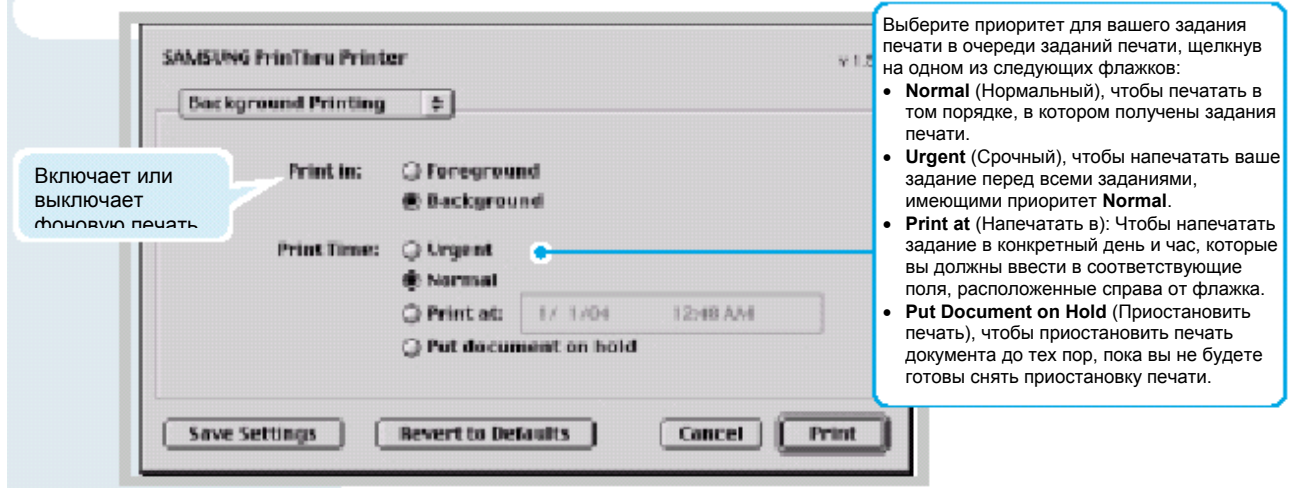 SAMSUNG PrinThru Printer
Background Printing
Print in:
Foreground
Background
Print Time:
Urgent
Normal
Print at:
1/ 1/04 12:48 AM
Put document on hold
Save Settings
Revert to Defaults
Cancel
Print
Включает или
выключает
фоновую печать
Выберите приоритет для вашего задания
печати в очереди заданий печати, щелкнув
на одном из следующих флажков:
• Normal (Нормальный), чтобы печатать в
том порядке, в котором получены задания
печати.
• Urgent (Срочный), чтобы напечатать ваше
задание перед всеми заданиями,
имеющими приоритет Normal.
• Print at (Напечатать в): Чтобы напечатать
задание в конкретный день и час, которые
вы должны ввести в соответствующие
поля, расположенные справа от флажка.
• Put Document on Hold (Приостановить
печать), чтобы приостановить печать
документа до тех пор, пока вы не будете
готовы снять приостановку печати.